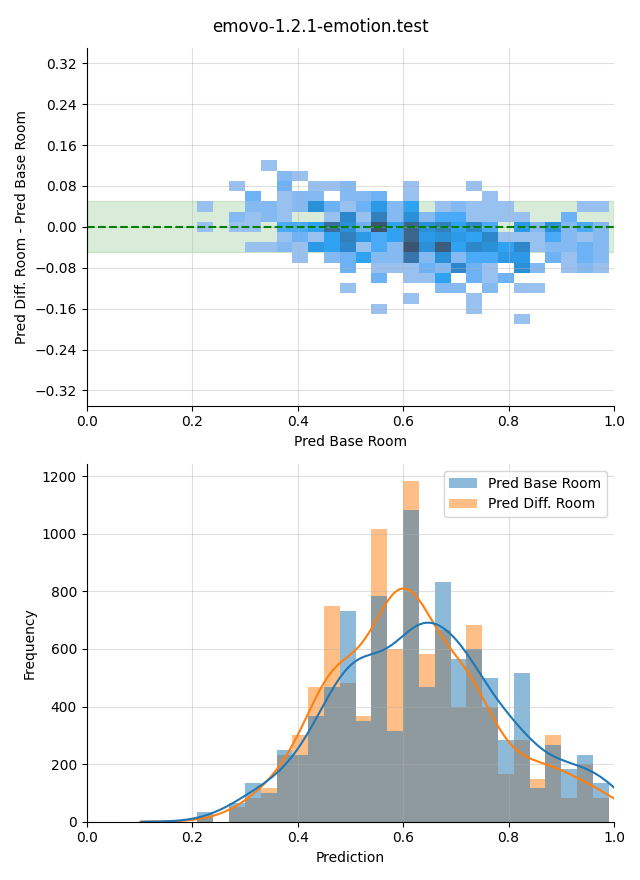 emovo-1.2.1-emotion.test
0.32
0.24
0.16
0.08
0.00
−0.08
−0.16
−0.24
−0.32
Pred Diff. Room - Pred Base Room
0.0 0.2 0.4 0.6 0.8 1.0
Pred Base Room
1200
1000
800
600
400
200
0
Frequency
Pred Base Room
Pred Diff. Room
0.0 0.2 0.4 0.6 0.8 1.0
Prediction